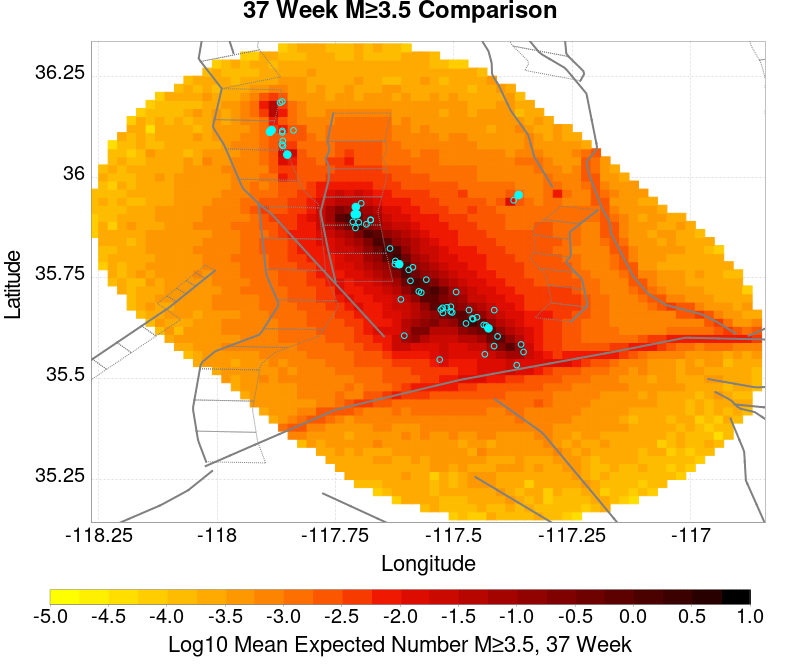 37 Week M≥3.5 Comparison
36.25
36
35.75
35.5
35.25
Latitude
-118.25 -118 -117.75 -117.5 -117.25 -117
Longitude
-5.0 -4.5 -4.0 -3.5 -3.0 -2.5 -2.0 -1.5 -1.0 -0.5 0.0 0.5 1.0
Log10 Mean Expected Number M≥3.5, 37 Week